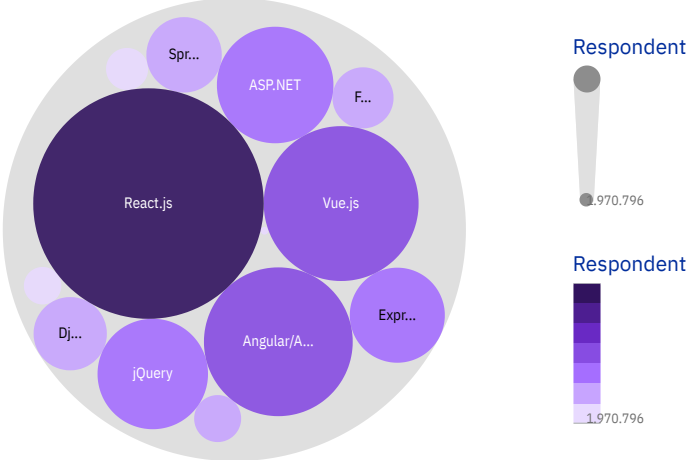 Spr...
ASP.NET
F...
React.js
Vue.js
Dj...
Expr...
Angular/A...
jQuery
Respondent
1.970.796
Respondent
1.970.796